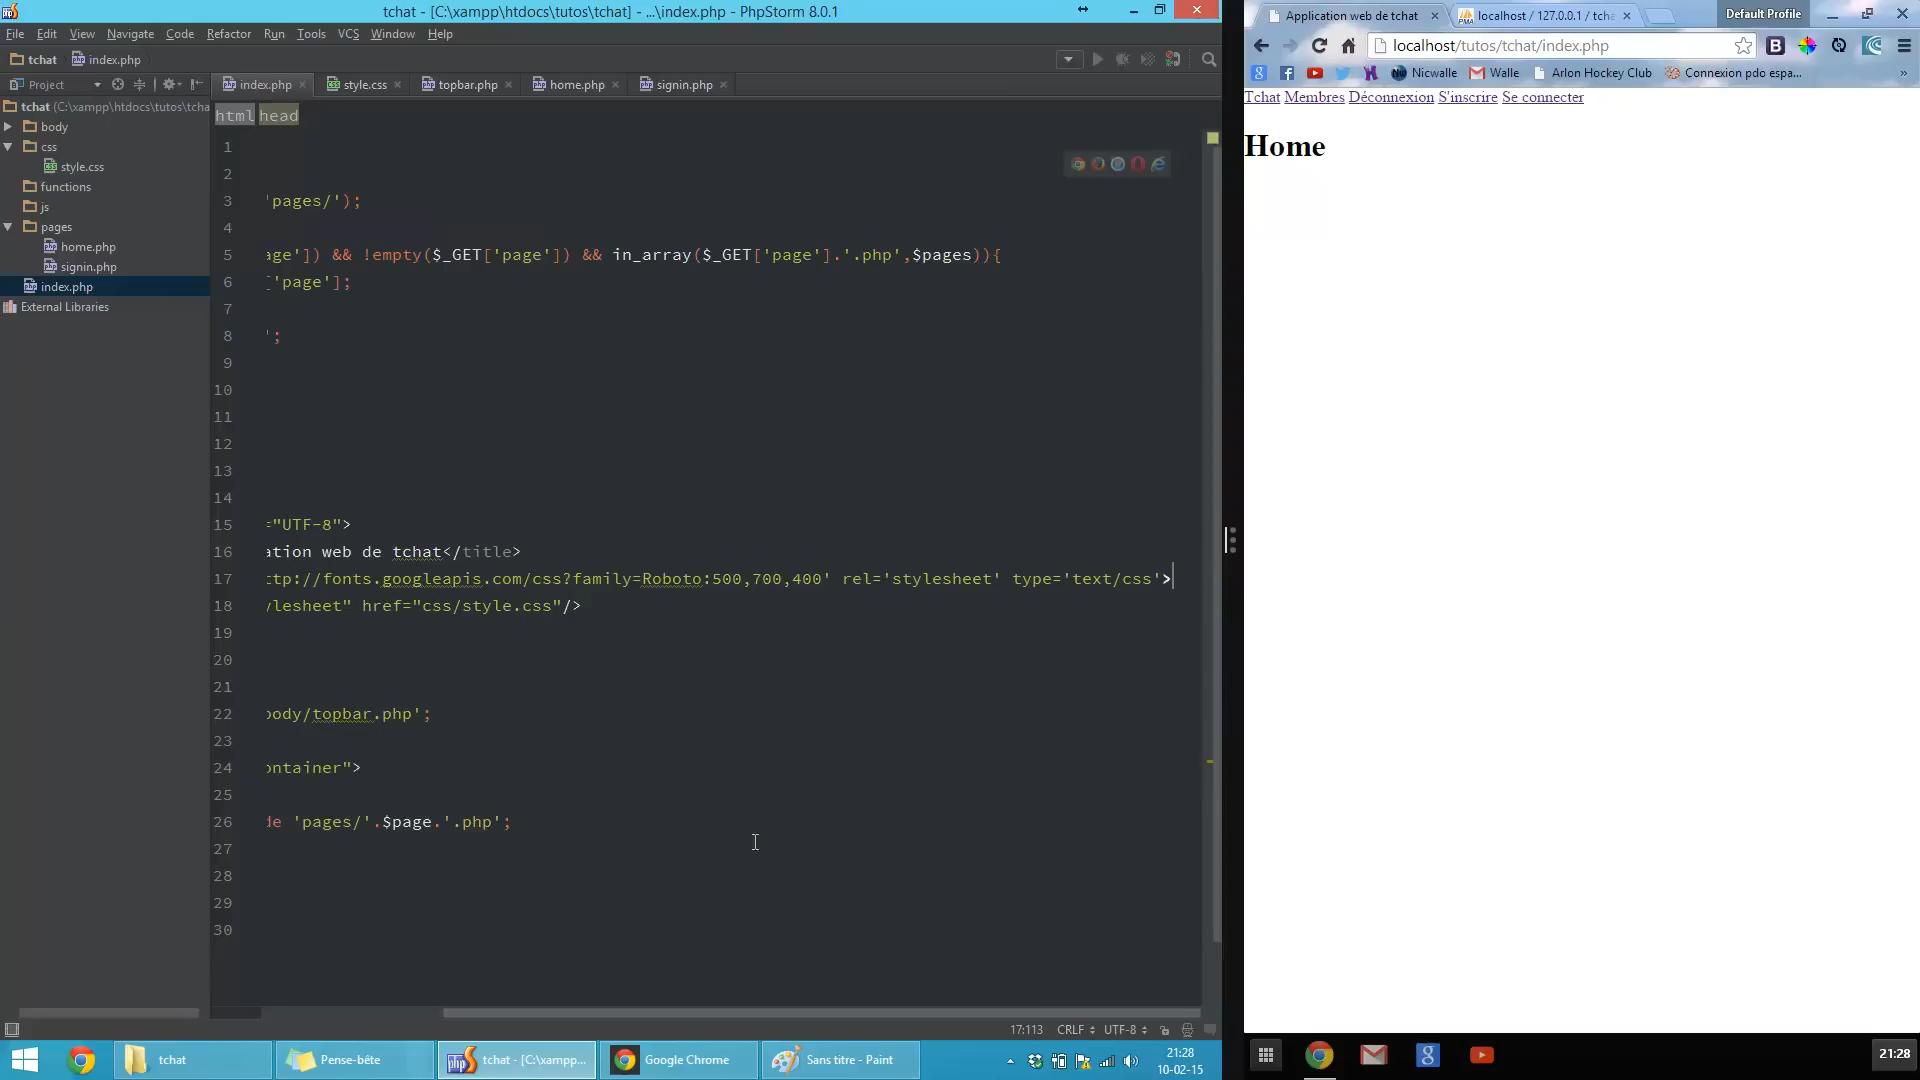 tchat - [C:\xampp\htdocs\tutos\tchat] - ...\index.php - PhpStorm 8.0.1
File Edit View Navigate Code Refactor Run Tools VCS Window Help
tchat index.php
Project
index.php style.css topbar.php home.php signin.php
tchat (C:\xampp\htdocs\tutos\tcha
body
css
style.css
functions
js
pages
home.php
signin.php
index.php
External Libraries
html head
1
2
3 'pages/');
4
5 age']) && !empty($_GET['page']) && in_array($_GET['page'].'.php',$pages)){
6 ['page'];
7
8 ';
9
10
11
12
13
14
15 ="UTF-8">
16 ation web de tchat</title>
17 ttp://fonts.googleapis.com/css?family=Roboto:500,700,400' rel='stylesheet' type='text/css'>
18 ylesheet" href="css/style.css"/>
19
20
21
22 body/topbar.php';
23
24 ontainer">
25
26 de 'pages/'.$page.'.php';
27
28
29
30
17:113 CRLF UTF-8
tchat Pense-bête tchat - [C:\xampp... Google Chrome Sans titre - Paint
21:28
10-02-15
Application web de tchat localhost / 127.0.0.1 / tcha Default Profile
localhost/tutos/tchat/index.php
Nicwalle Walle Arlon Hockey Club Connexion pdo espa... »
Tchat Membres Déconnexion S'inscrire Se connecter
Home
21:28